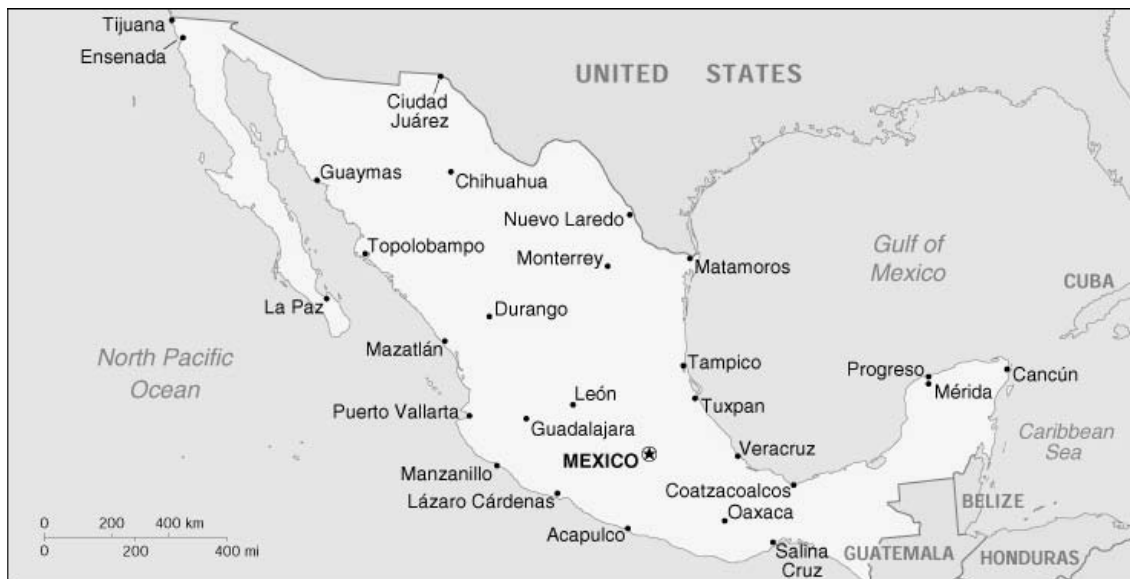 Tijuana
Ensenada
UNITED STATES
Ciudad
Juárez
Guaymas
Chihuahua
Nuevo Laredo
Topolobampo
Monterrey
Matamoros
Gulf of
Mexico
CUBA
La Paz
Durango
Mazatlán
North Pacific
Ocean
Tampico
Progreso
Cancún
Mérida
León
Tuxpan
Puerto Vallarta
Guadalajara
Caribbean
Sea
Veracruz
MEXICO
Manzanillo
Coatzacoalcos
Lázaro Cárdenas
BELIZE
Oaxaca
0 200 400 km
0 200 400 mi
Acapulco
Salina
Cruz
GUATEMALA
HONDURAS